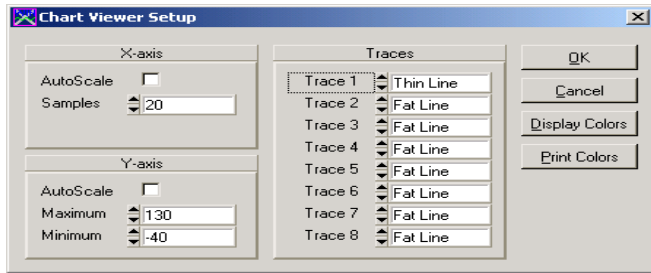 Chart Viewer Setup
X-axis
AutoScale
Samples 20
Y-axis
AutoScale
Maximum 130
Minimum -40
Traces
Trace 1 Thin Line
Trace 2 Fat Line
Trace 3 Fat Line
Trace 4 Fat Line
Trace 5 Fat Line
Trace 6 Fat Line
Trace 7 Fat Line
Trace 8 Fat Line
OK
Cancel
Display Colors
Print Colors